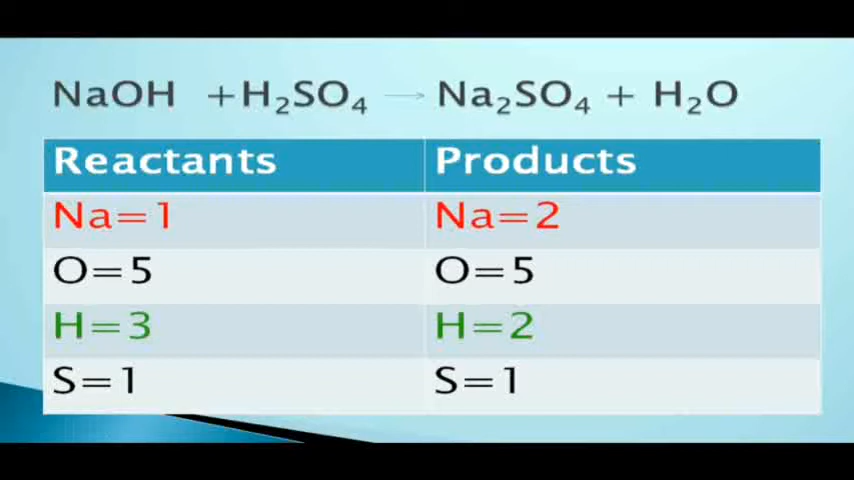 NaOH +H₂SO₄ → Na₂SO₄ + H₂O
Reactants Products
Na=1 Na=2
O=5 O=5
H=3 H=2
S=1 S=1